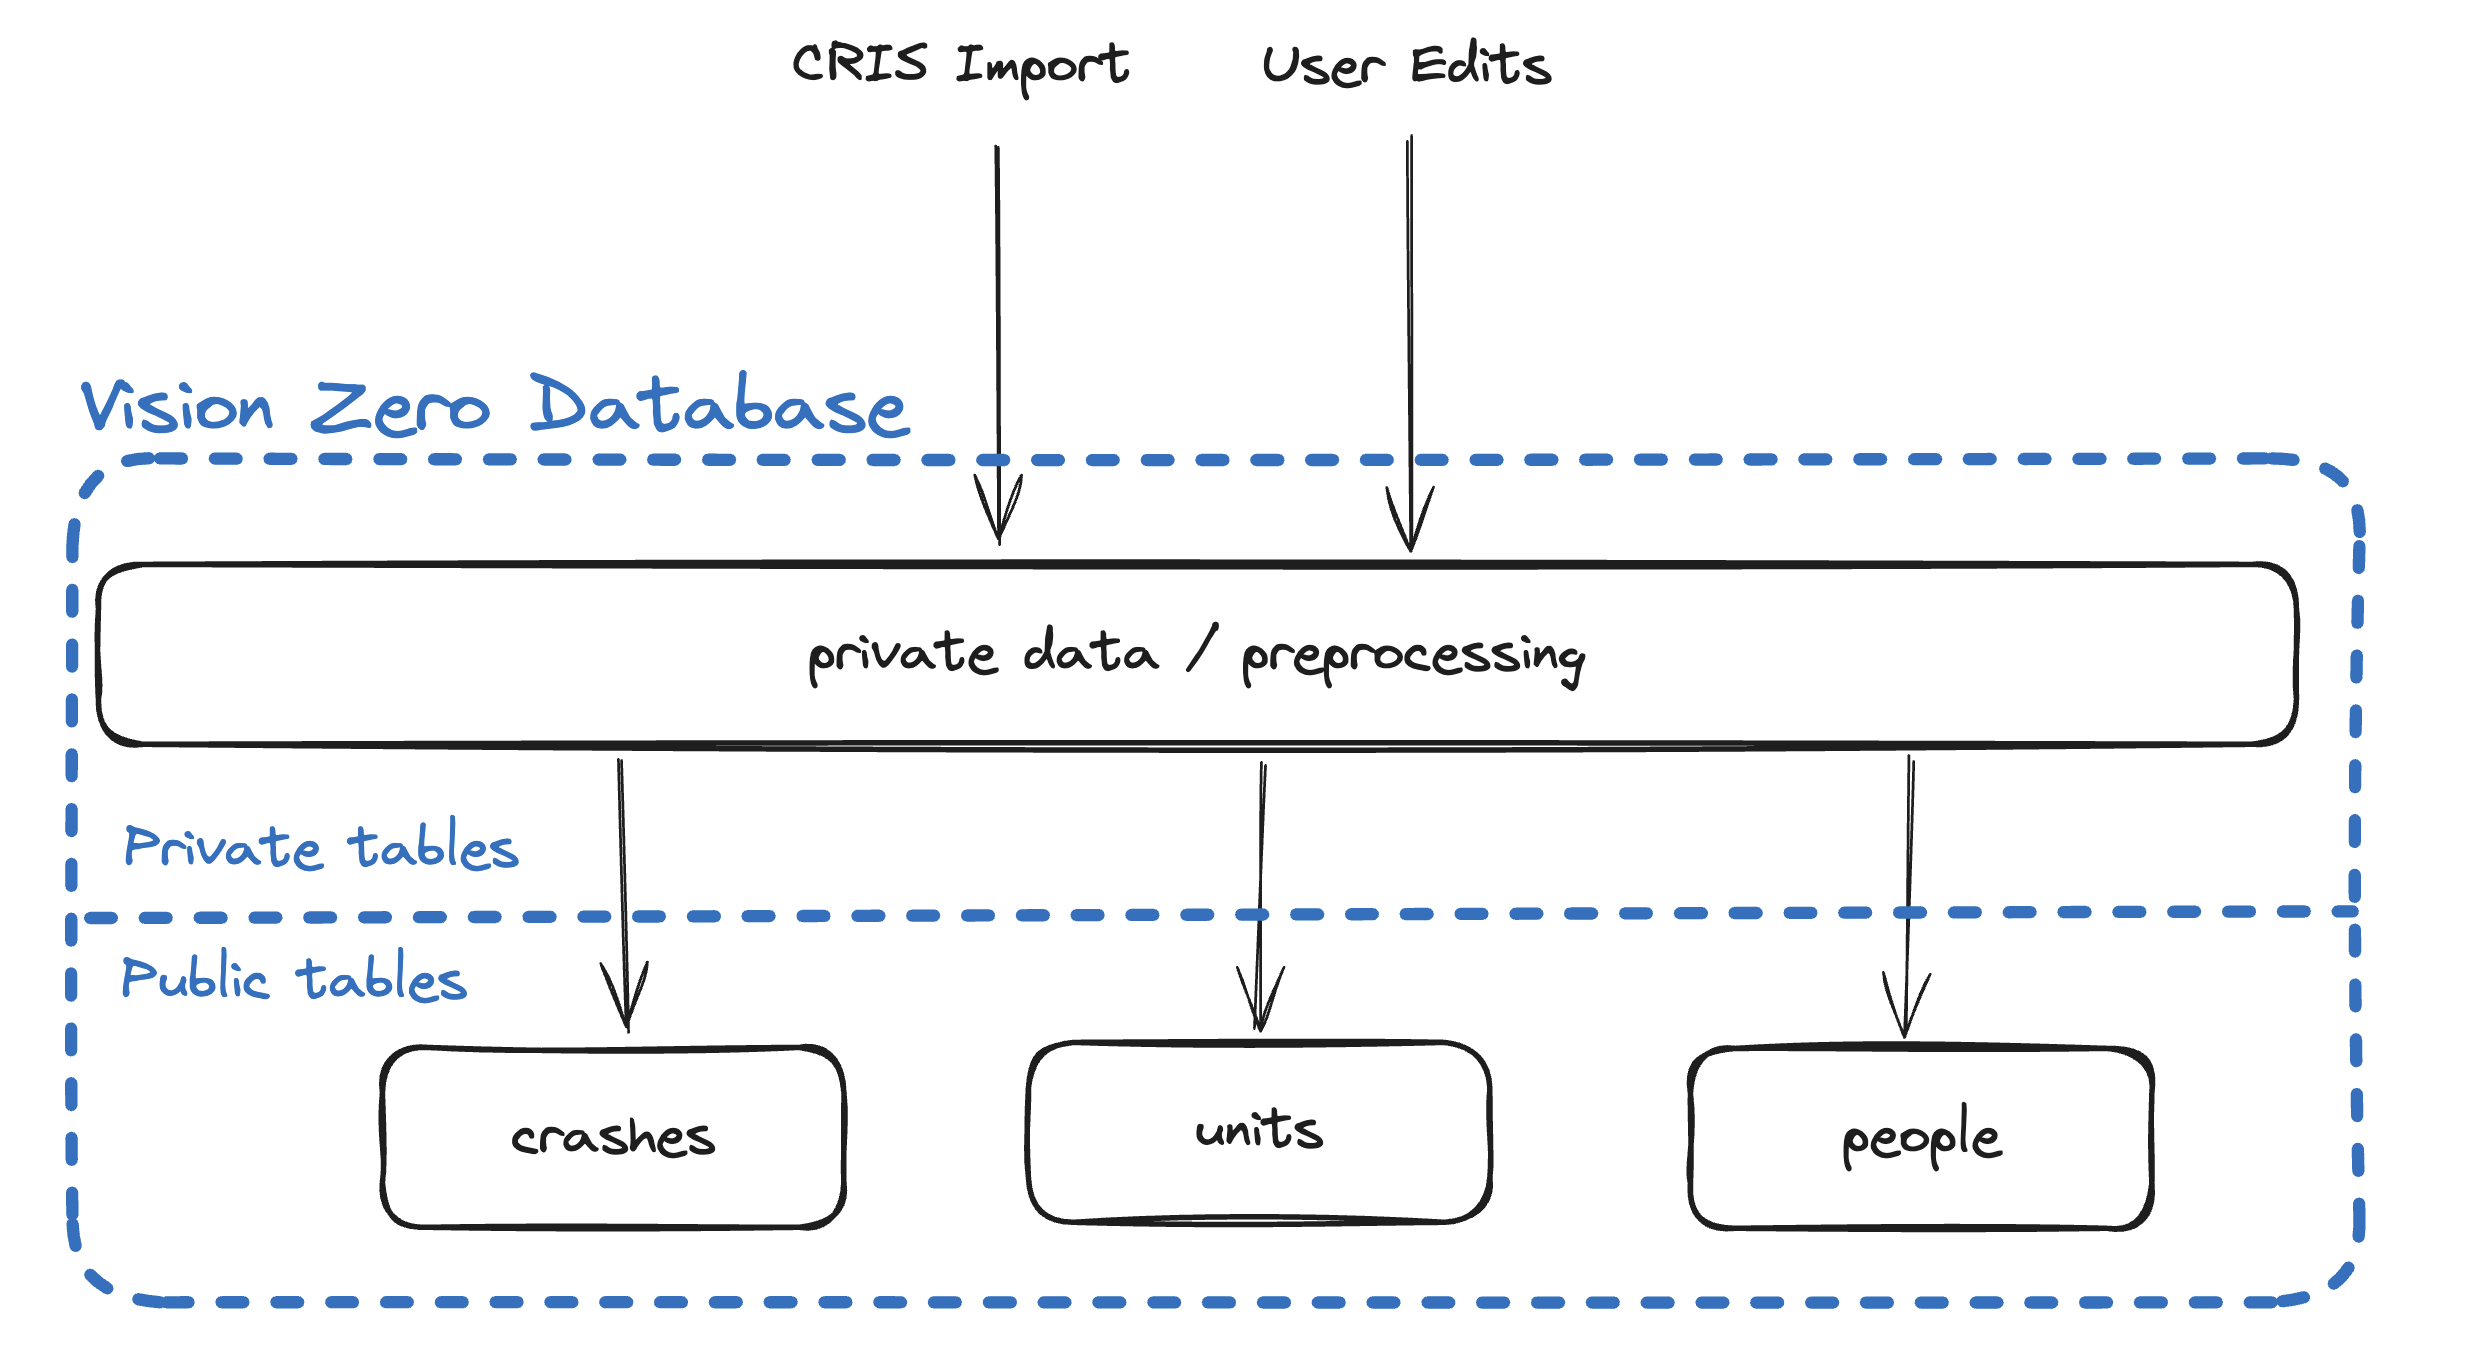 CRIS Import
User Edits
Vision Zero Database
private data / preprocessing
Private tables
Public tables
crashes
units
people